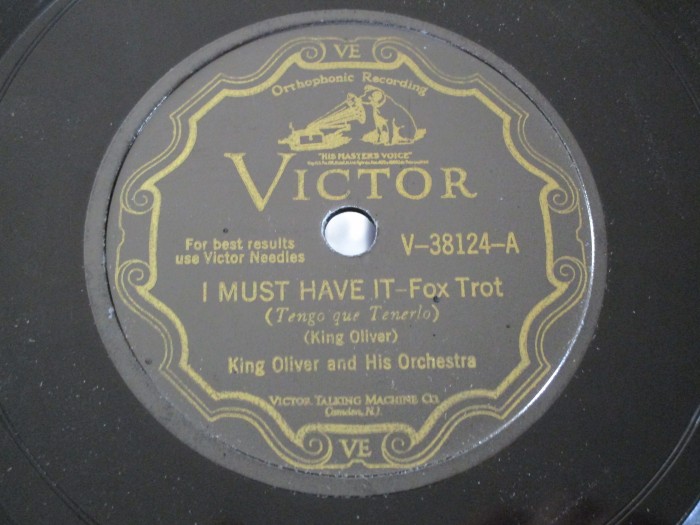 VE
Orthophonic Recording
"HIS MASTER'S VOICE"
VICTOR
For best results
use Victor Needles
V-38124-A
I MUST HAVE IT-Fox Trot
(Tengo que Tenerlo)
(King Oliver)
King Oliver and His Orchestra
VICTOR TALKING MACHINE CO.
Camden, N.J.
VE